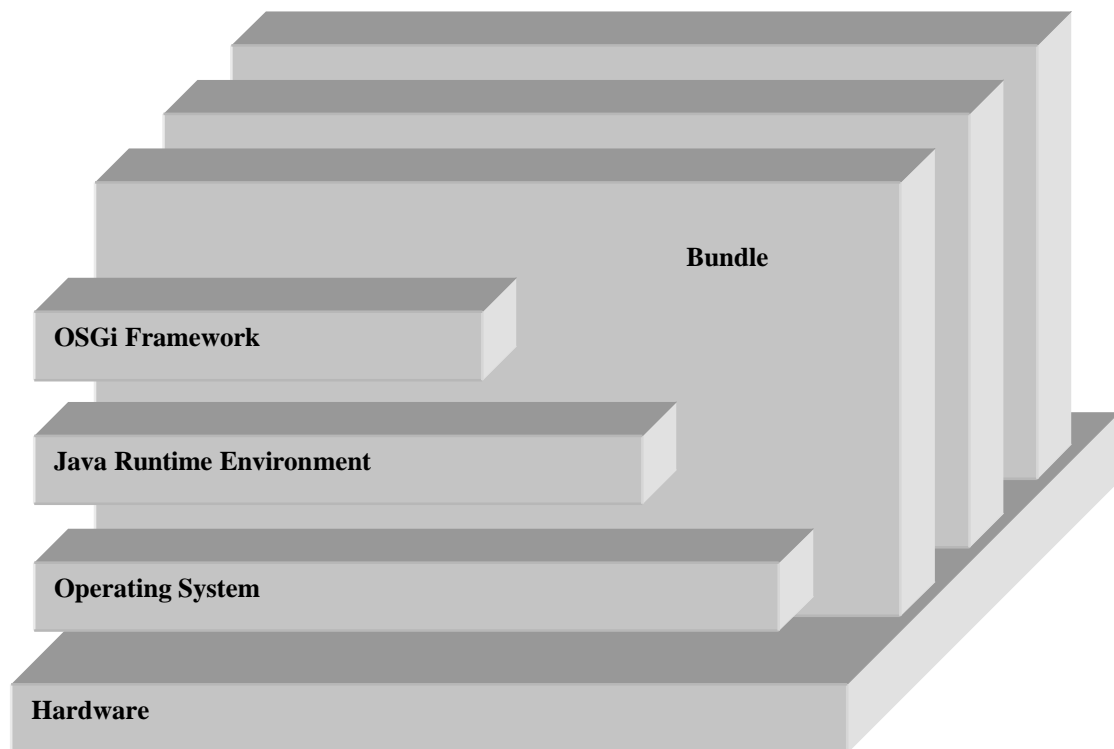 Bundle
OSGi Framework
Java Runtime Environment
Operating System
Hardware